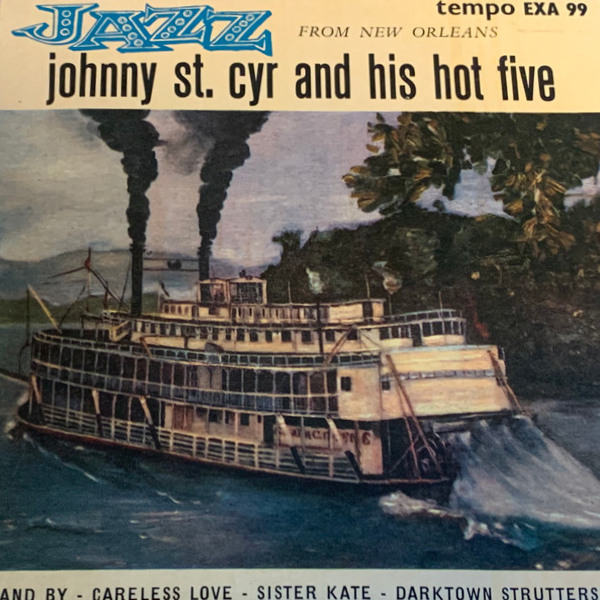 JAZZ
tempo EXA 99
FROM NEW ORLEANS
johnny st. cyr and his hot five
AND BY - CARELESS LOVE - SISTER KATE - DARKTOWN STRUTTERS